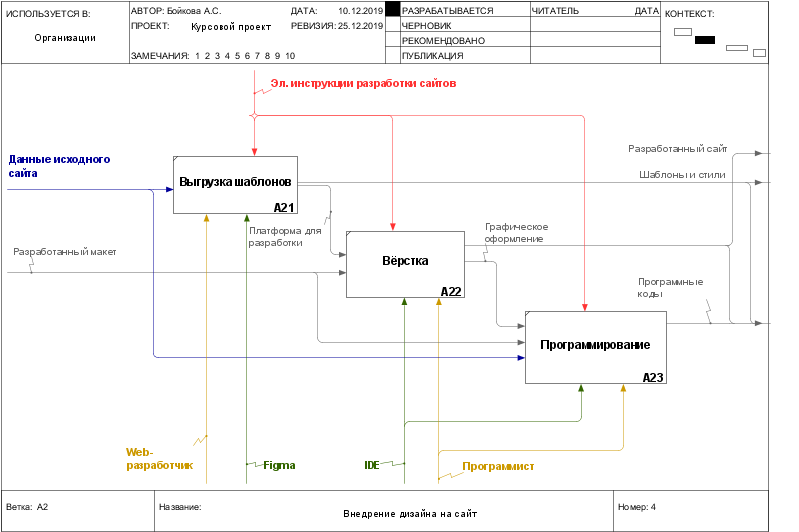 ИСПОЛЬЗУЕТСЯ В:
Организации
АВТОР: Бойкова А.С.
ДАТА: 10.12.2019
ПРОЕКТ: Курсовой проект
РЕВИЗИЯ: 25.12.2019
ЗАМЕЧАНИЯ: 1 2 3 4 5 6 7 8 9 10
РАЗРАБАТЫВАЕТСЯ
ЧЕРНОВИК
РЕКОМЕНДОВАНО
ПУБЛИКАЦИЯ
ЧИТАТЕЛЬ ДАТА
КОНТЕКСТ:
Эл. инструкции разработки сайтов
Данные исходного
сайта
Выгрузка шаблонов
A21
Разработанный сайт
Шаблоны и стили
Платформа для
разработки
Графическое
оформление
Разработанный макет
Вёрстка
A22
Программные
коды
Программирование
A23
Web-
разработчик
Figma
IDE
Программист
Ветка: A2
Название:
Внедрение дизайна на сайт
Номер: 4